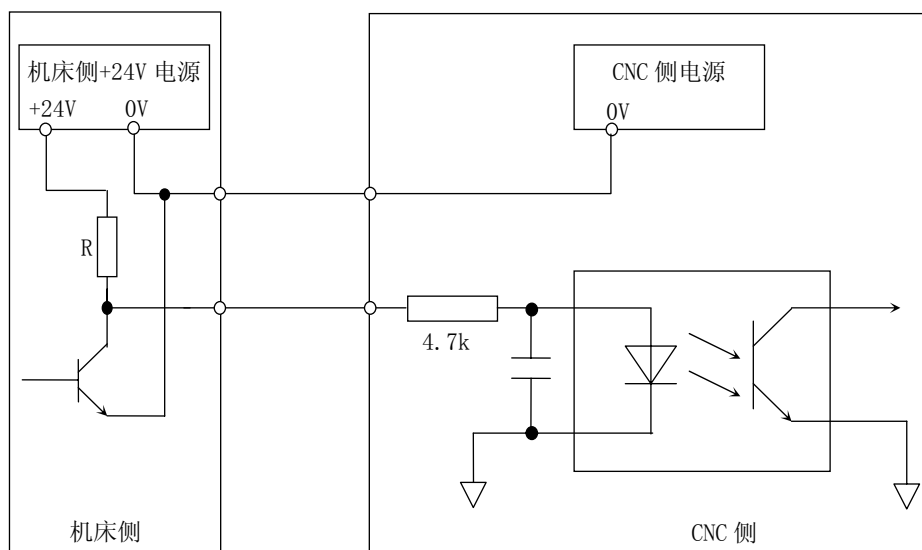 机床侧+24V 电源
+24V
0V
CNC 侧电源
0V
R
4.7k
机床侧
CNC 侧